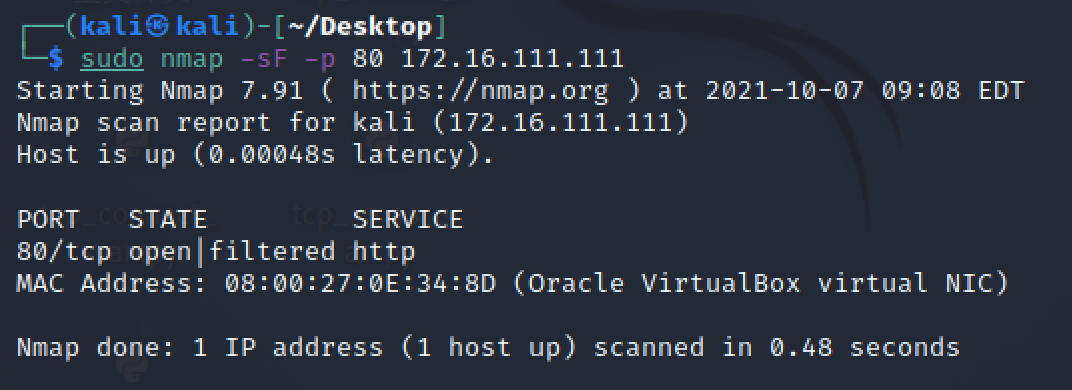 ┌──(kali㉿kali)-[~/Desktop]
└─$ sudo nmap -sF -p 80 172.16.111.111
Starting Nmap 7.91 ( https://nmap.org ) at 2021-10-07 09:08 EDT
Nmap scan report for kali (172.16.111.111)
Host is up (0.00048s latency).
PORT   STATE         SERVICE
80/tcp open|filtered http
MAC Address: 08:00:27:0E:34:8D (Oracle VirtualBox virtual NIC)
Nmap done: 1 IP address (1 host up) scanned in 0.48 seconds